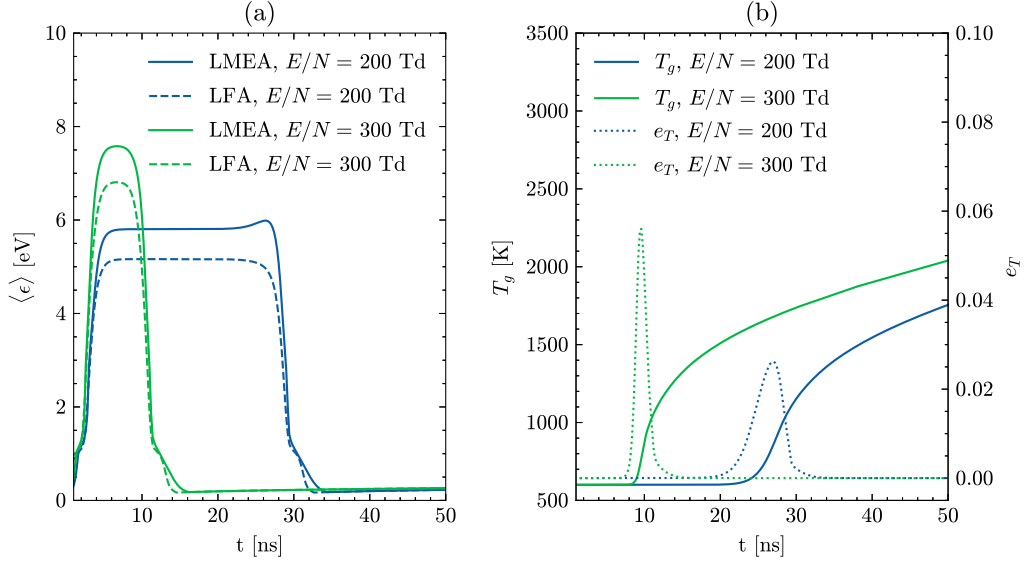 (a)
10
8
6
4
2
0
⟨ϵ⟩ [eV]
LMEA, E/N = 200 Td
LFA, E/N = 200 Td
LMEA, E/N = 300 Td
LFA, E/N = 300 Td
10
20
30
40
50
t [ns]
(b)
3500
3000
2500
2000
1500
1000
500
T_g [K]
T_g, E/N = 200 Td
T_g, E/N = 300 Td
e_T, E/N = 200 Td
e_T, E/N = 300 Td
0.10
0.08
0.06
0.04
0.02
0.00
e_T
10
20
30
40
50
t [ns]